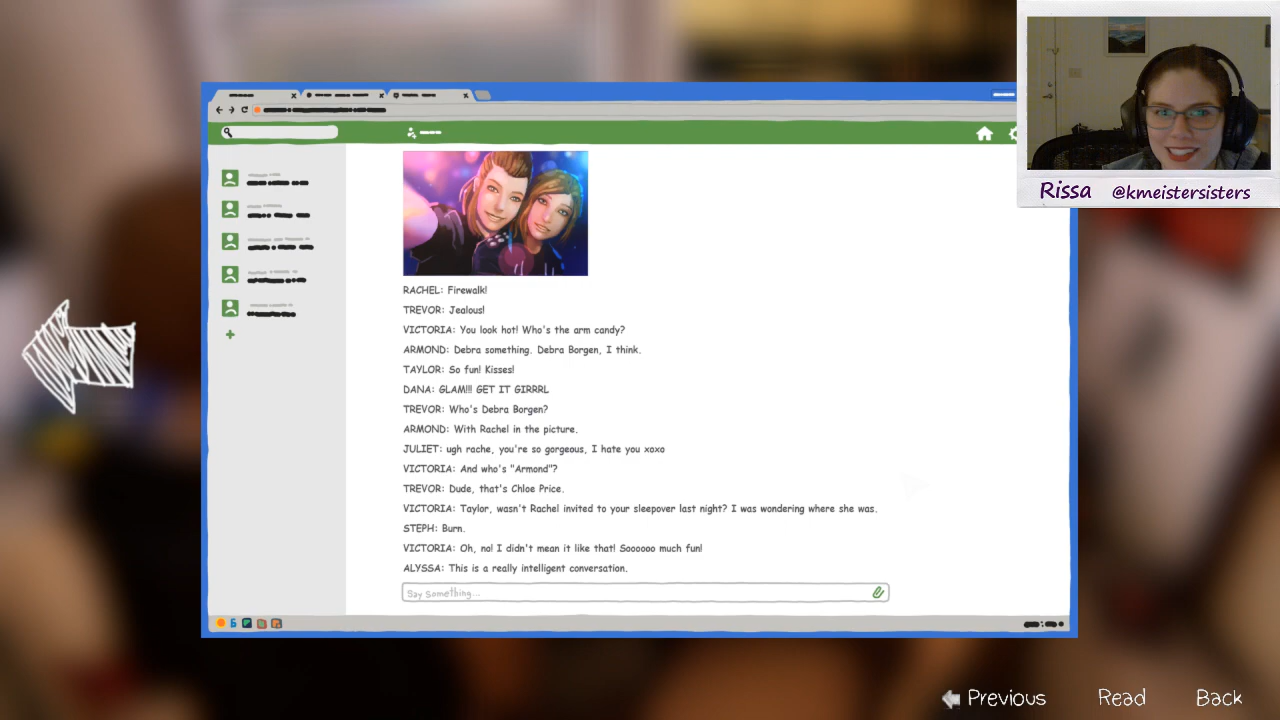 Rissa @kmeistersisters
RACHEL: Firewalk!
TREVOR: Jealous!
VICTORIA: You look hot! Who's the arm candy?
ARMOND: Debra something. Debra Borgen, I think.
TAYLOR: So fun! Kisses!
DANA: GLAM!!! GET IT GIRRRL
TREVOR: Who's Debra Borgen?
ARMOND: With Rachel in the picture.
JULIET: ugh rache, you're so gorgeous, I hate you xoxo
VICTORIA: And who's "Armond"?
TREVOR: Dude, that's Chloe Price.
VICTORIA: Taylor, wasn't Rachel invited to your sleepover last night? I was wondering where she was.
STEPH: Burn.
VICTORIA: Oh, no! I didn't mean it like that! Soooooo much fun!
ALYSSA: This is a really intelligent conversation.
Say Something...
Previous Read Back